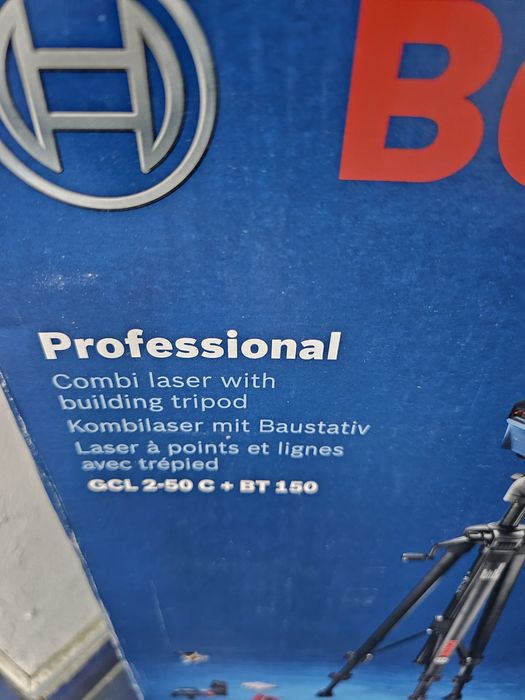 Professional
Combi laser with
building tripod
Kombilaser mit Baustativ
Laser à points et lignes
avec trépied
GCL 2-50 C + BT 150